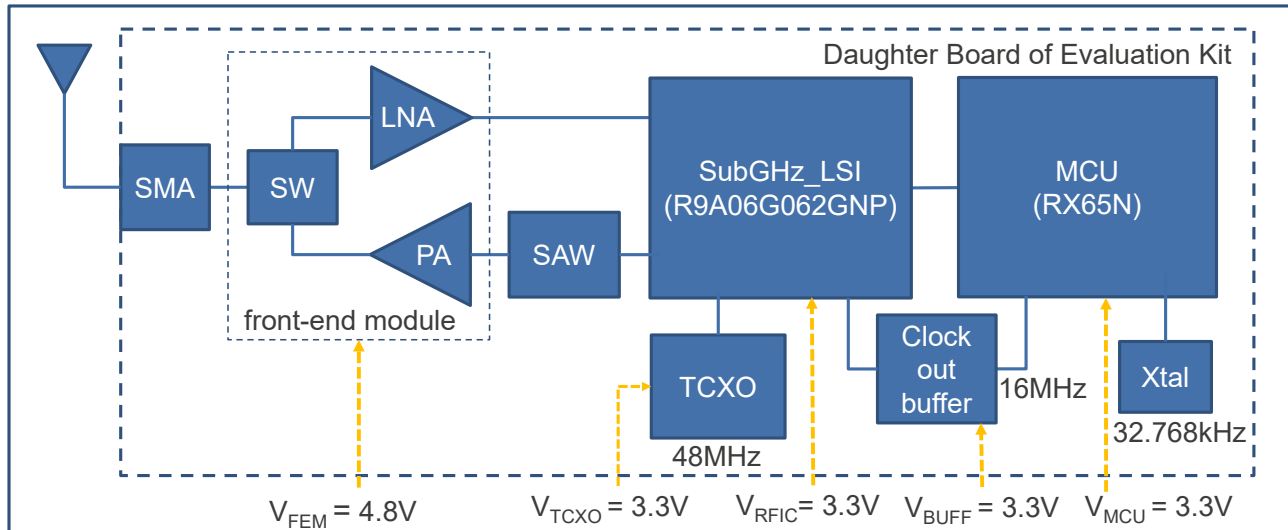 Daughter Board of Evaluation Kit
LNA
SMA
SW
SubGHz_LSI
(R9A06G062GNP)
MCU
(RX65N)
PA
SAW
front-end module
TCXO
48MHz
Clock
out
buffer
16MHz
Xtal
32.768kHz
VFEM = 4.8V
VTCXO = 3.3V
VRFIC= 3.3V
VBUFF = 3.3V
VMCU = 3.3V